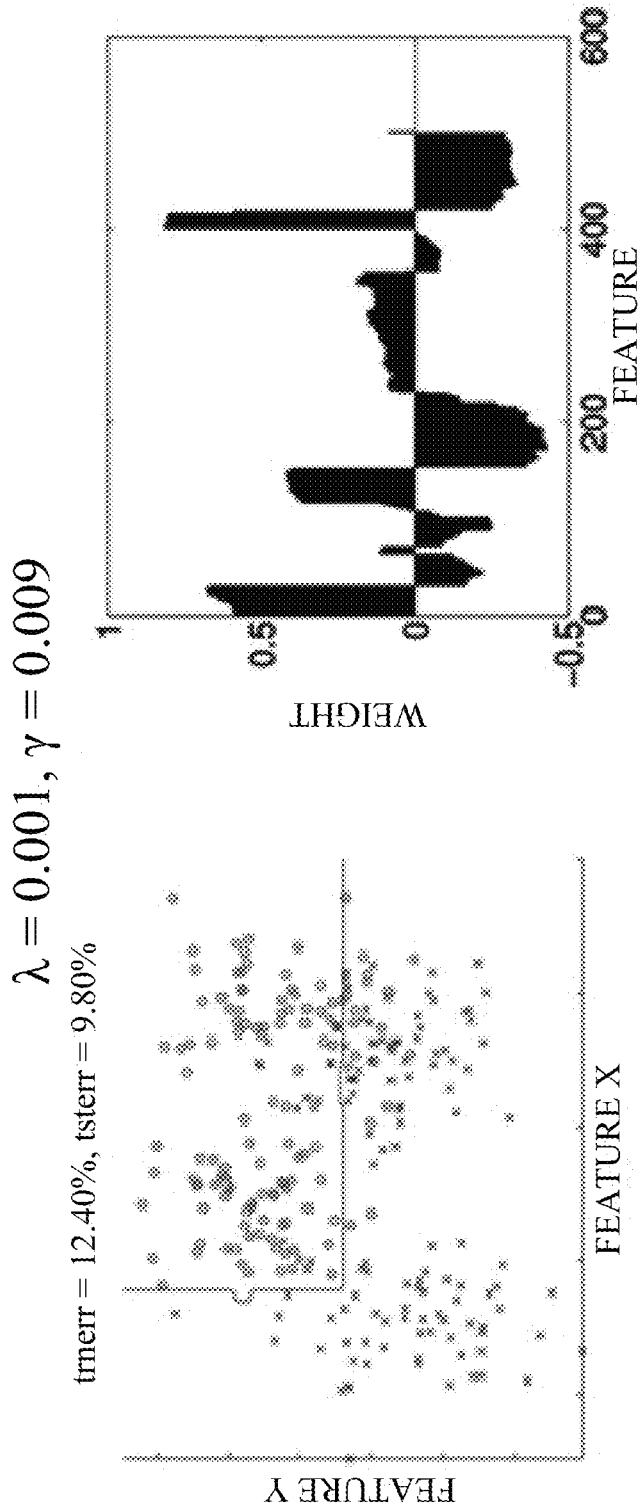 λ = 0.001, γ = 0.009
trnerr = 12.40%, tsterr = 9.80%
FEATURE Y
FEATURE X
WEIGHT
1
0.5
0
-0.5
0
200
400
600
FEATURE